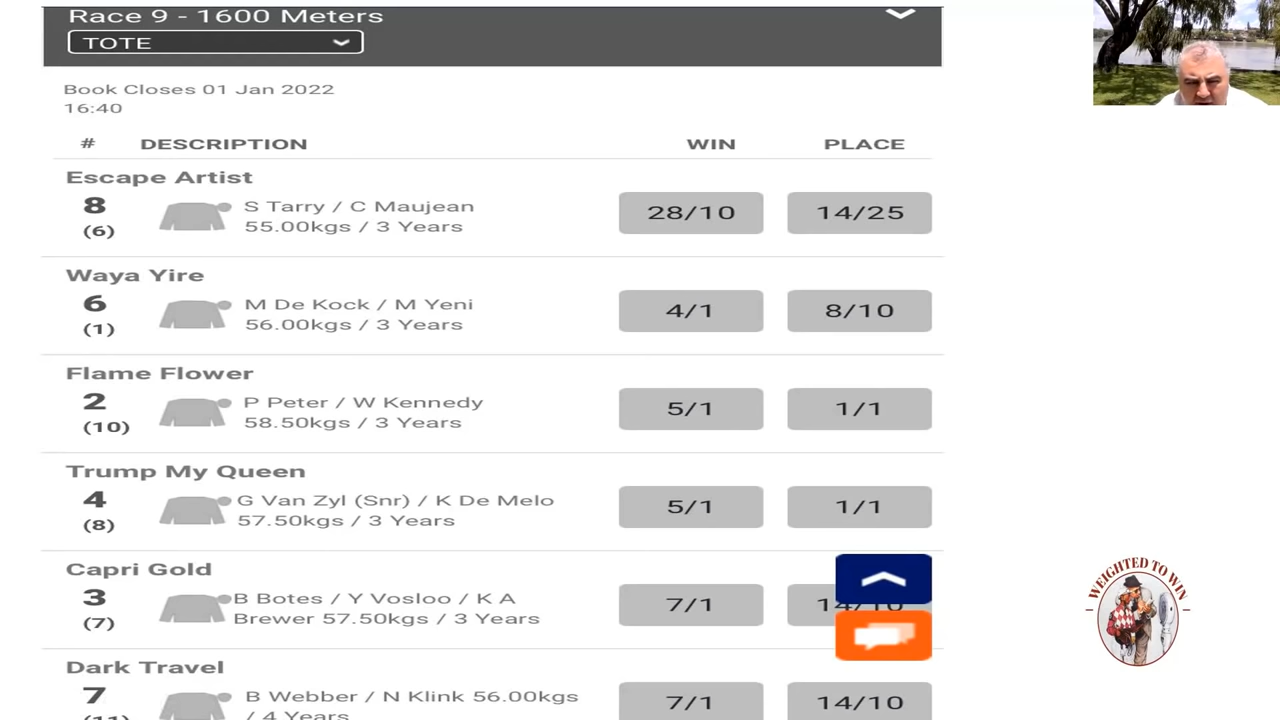 Race 9 - 1600 Meters
TOTE
Book Closes 01 Jan 2022
16:40
# DESCRIPTION WIN PLACE
Escape Artist
8 S Tarry / C Maujean 28/10 14/25
(6) 55.00kgs / 3 Years
Waya Yire
6 M De Kock / M Yeni 4/1 8/10
(1) 56.00kgs / 3 Years
Flame Flower
2 P Peter / W Kennedy 5/1 1/1
(10) 58.50kgs / 3 Years
Trump My Queen
4 G Van Zyl (Snr) / K De Melo 5/1 1/1
(8) 57.50kgs / 3 Years
Capri Gold
3 B Botes / Y Vosloo / K A 7/1 14/10
(7) Brewer 57.50kgs / 3 Years
Dark Travel
7 B Webber / N Klink 56.00kgs 7/1 14/10
(11) / 4 Years
WEIGHTED TO WIN